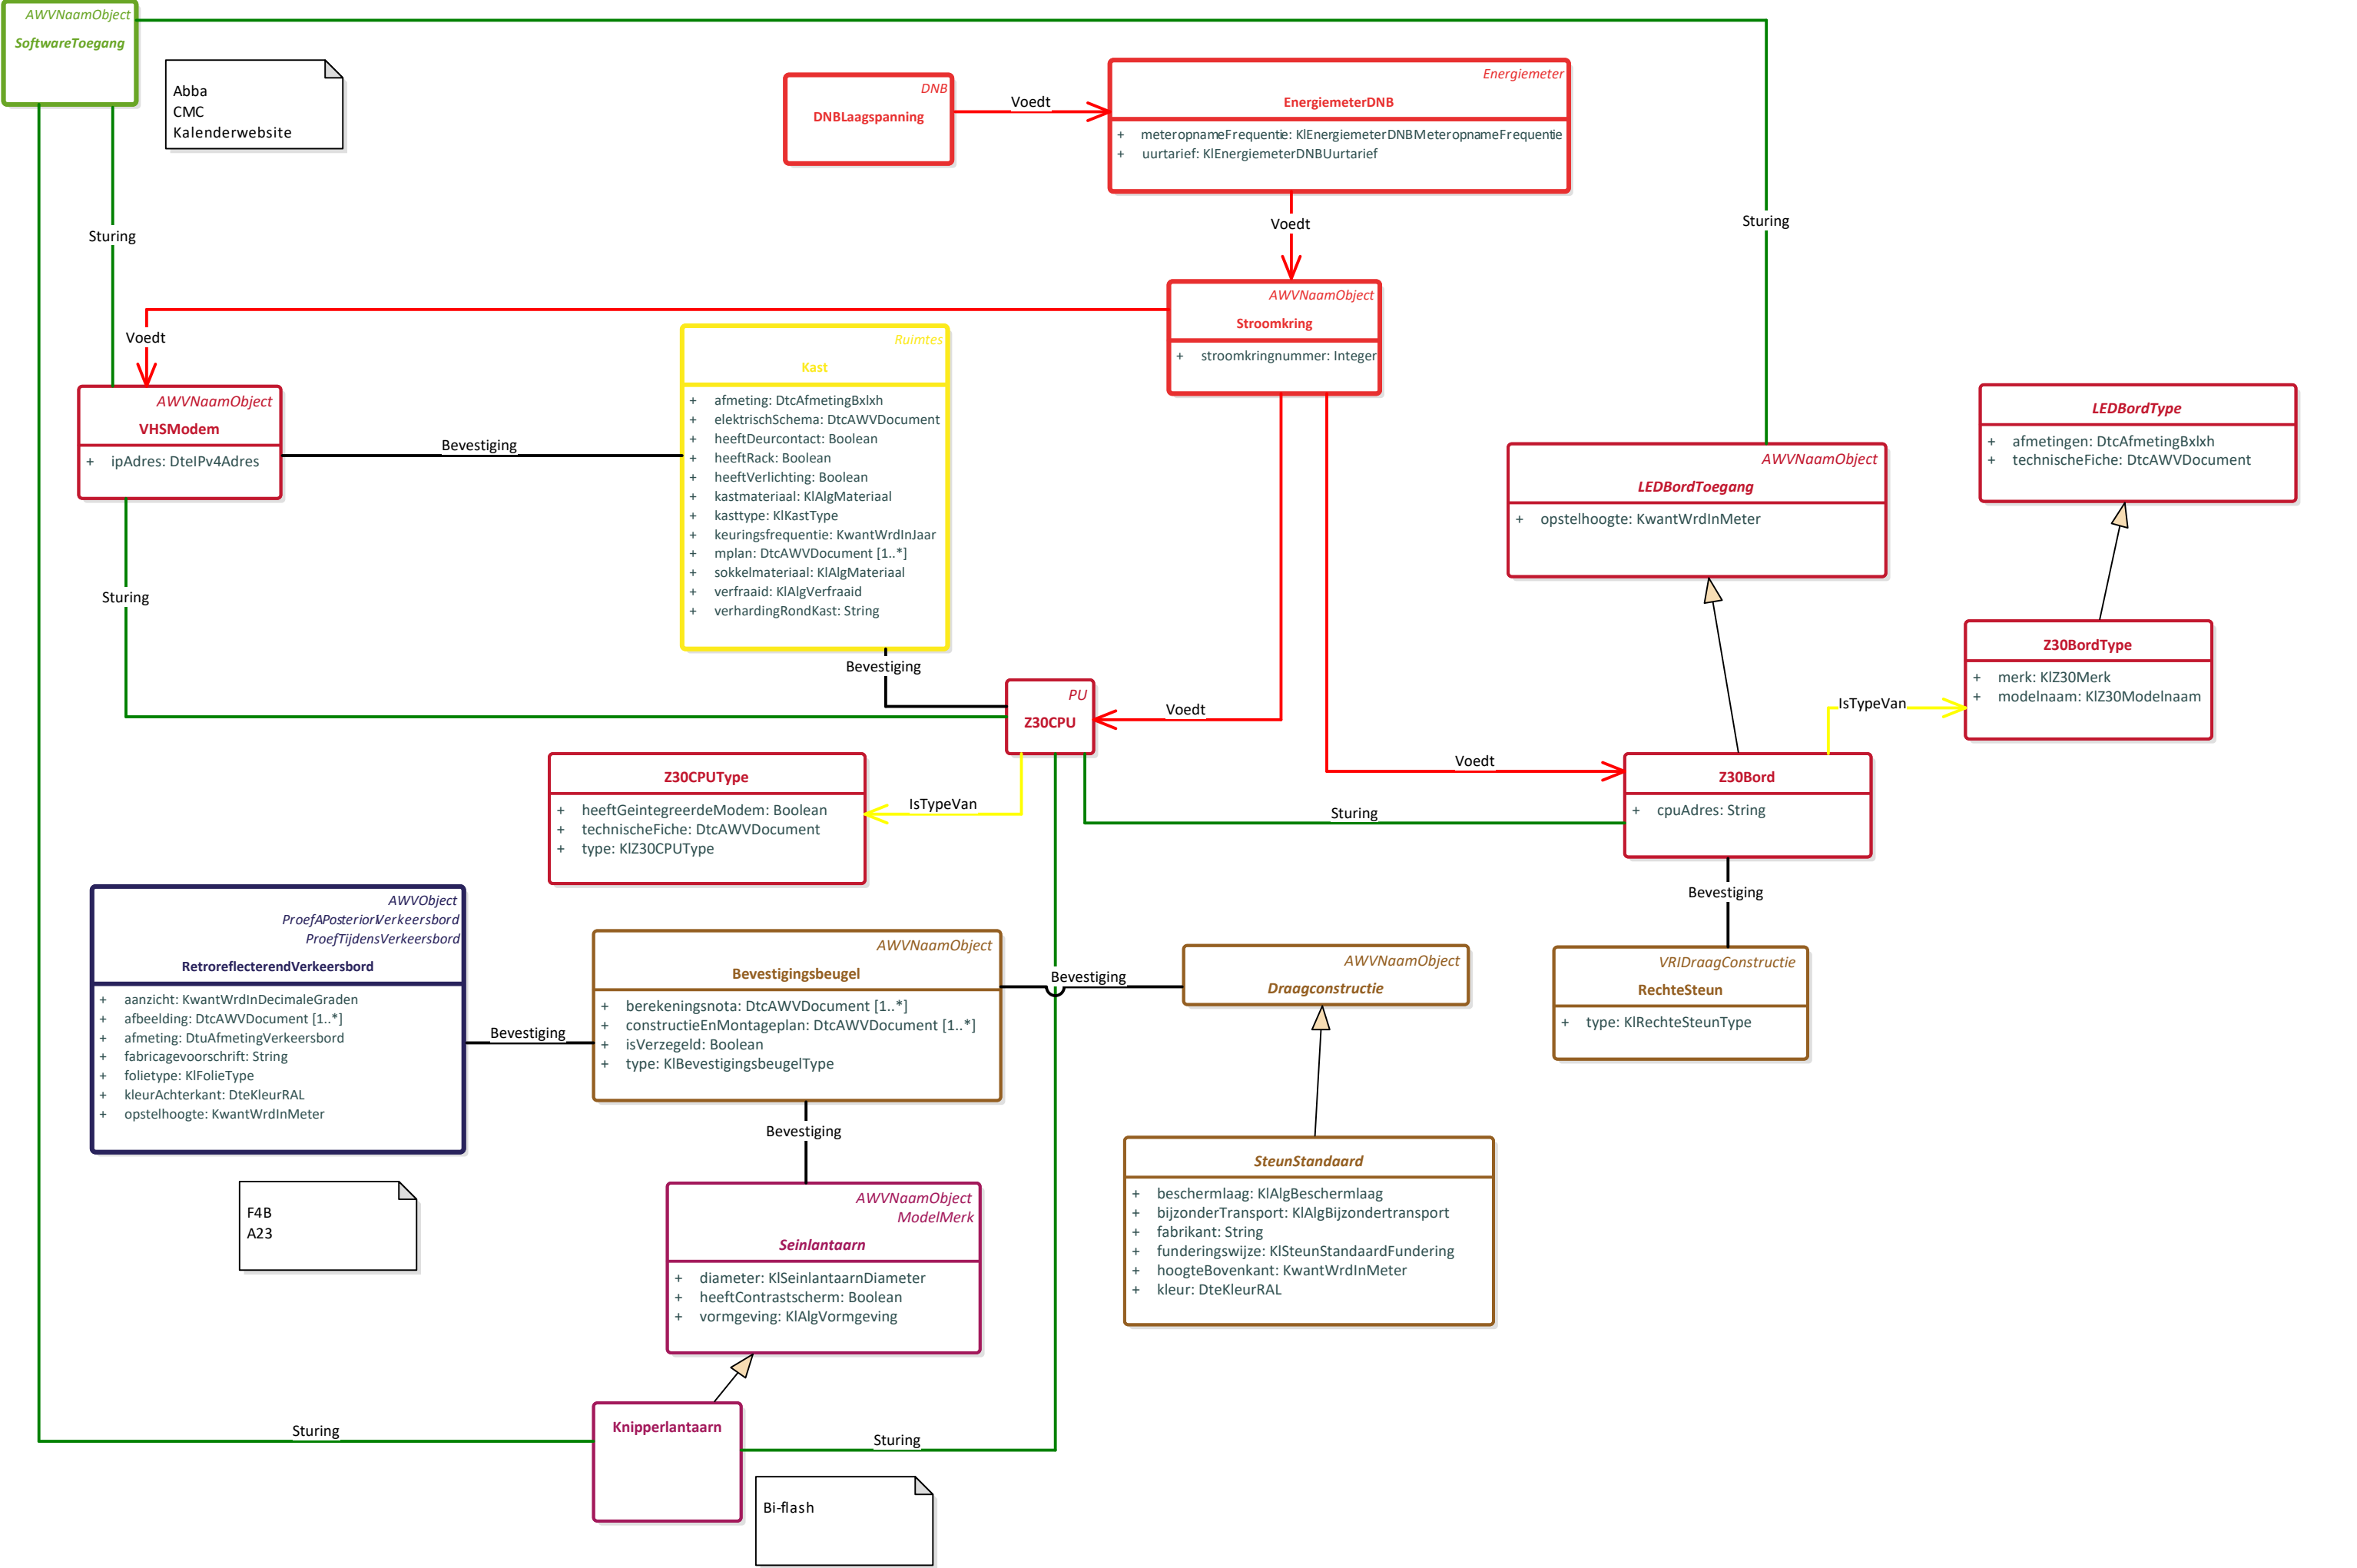 AWVNaamObject
SoftwareToegang
Abba
CMC
Kalenderwebsite
DNB
DNBLaagspanning
Voedt
Energiemeter
EnergiemeterDNB
+ meteropnameFrequentie: KlEnergiemeterDNBMeteropnameFrequentie
+ uurtarief: KlEnergiemeterDNBUurtarief
Sturing
Voedt
Sturing
AWVNaamObject
Stroomkring
+ stroomkringnummer: Integer
Voedt
Ruimtes
Kast
+ afmeting: DtcAfmetingBxlxh
+ elektrischSchema: DtcAWVDocument
+ heeftDeurcontact: Boolean
+ heeftRack: Boolean
+ heeftVerlichting: Boolean
+ kastmateriaal: KlAlgMateriaal
+ kasttype: KlKastType
+ keuringsfrequentie: KwantWrdInJaar
+ mplan: DtcAWVDocument [1..*]
+ sokkelmateriaal: KlAlgMateriaal
+ verfraaid: KlAlgVerfraaid
+ verhardingRondKast: String
AWVNaamObject
VHSModem
+ ipAdres: DteIPv4Adres
Bevestiging
AWVNaamObject
LEDBordToegang
+ opstelhoogte: KwantWrdInMeter
LEDBordType
+ afmetingen: DtcAfmetingBxlxh
+ technischeFiche: DtcAWVDocument
Sturing
Bevestiging
PU
Z30CPU
Voedt
Z30BordType
+ merk: KlZ30Merk
+ modelnaam: KlZ30Modelnaam
IsTypeVan
Z30CPUType
+ heeftGeintegreerdeModem: Boolean
+ technischeFiche: DtcAWVDocument
+ type: KlZ30CPUType
IsTypeVan
Voedt
Sturing
Z30Bord
+ cpuAdres: String
Bevestiging
AWVObject
ProefAPosterioriVerkeersbord
ProefTijdensVerkeersbord
RetroreflecterendVerkeersbord
+ aanzicht: KwantWrdInDecimaleGraden
+ afbeelding: DtcAWVDocument [1..*]
+ afmeting: DtuAfmetingVerkeersbord
+ fabricagevoorschrift: String
+ folietype: KlFolieType
+ kleurAchterkant: DteKleurRAL
+ opstelhoogte: KwantWrdInMeter
Bevestiging
AWVNaamObject
Bevestigingsbeugel
+ berekeningsnota: DtcAWVDocument [1..*]
+ constructieEnMontageplan: DtcAWVDocument [1..*]
+ isVerzegeld: Boolean
+ type: KlBevestigingsbeugelType
Bevestiging
AWVNaamObject
Draagconstructie
VRIDraagConstructie
RechteSteun
+ type: KlRechteSteunType
Bevestiging
F4B
A23
AWVNaamObject
ModelMerk
Seinlantaarn
+ diameter: KlSeinlantaarnDiameter
+ heeftContrastscherm: Boolean
+ vormgeving: KlAlgVormgeving
SteunStandaard
+ beschermlaag: KlAlgBeschermlaag
+ bijzonderTransport: KlAlgBijzondertransport
+ fabrikant: String
+ funderingswijze: KlSteunStandaardFundering
+ hoogteBovenkant: KwantWrdInMeter
+ kleur: DteKleurRAL
Sturing
Knipperlantaarn
Sturing
Bi-flash